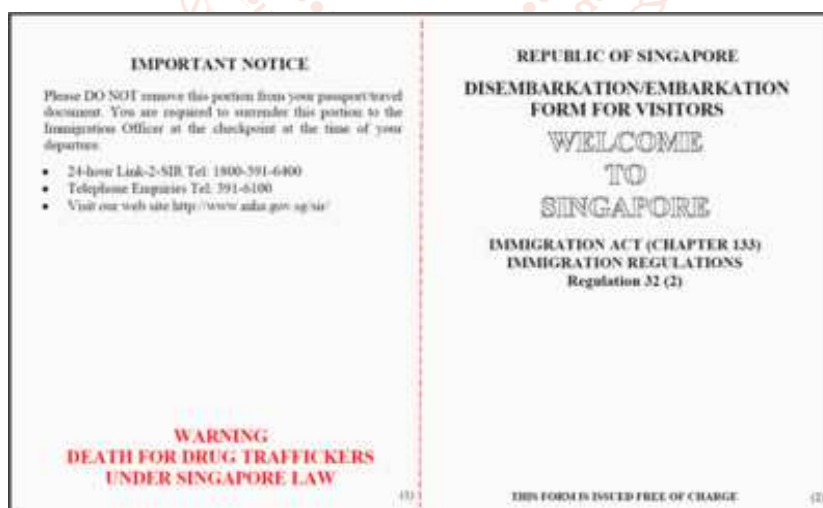 IMPORTANT NOTICE
Please DO NOT remove this portion from your passport/travel
document. You are required to surrender this portion to the
Immigration Officer at the checkpoint at the time of your
departure.
• 24-hour Link-2-SIR Tel: 1800-391-6400
• Telephone Enquiries Tel: 391-6100
• Visit our web site http://www.mha.gov.sg/sir/
WARNING
DEATH FOR DRUG TRAFFICKERS
UNDER SINGAPORE LAW
(1)
REPUBLIC OF SINGAPORE
DISEMBARKATION/EMBARKATION
FORM FOR VISITORS
WELCOME
TO
SINGAPORE
IMMIGRATION ACT (CHAPTER 133)
IMMIGRATION REGULATIONS
Regulation 32 (2)
THIS FORM IS ISSUED FREE OF CHARGE
(2)